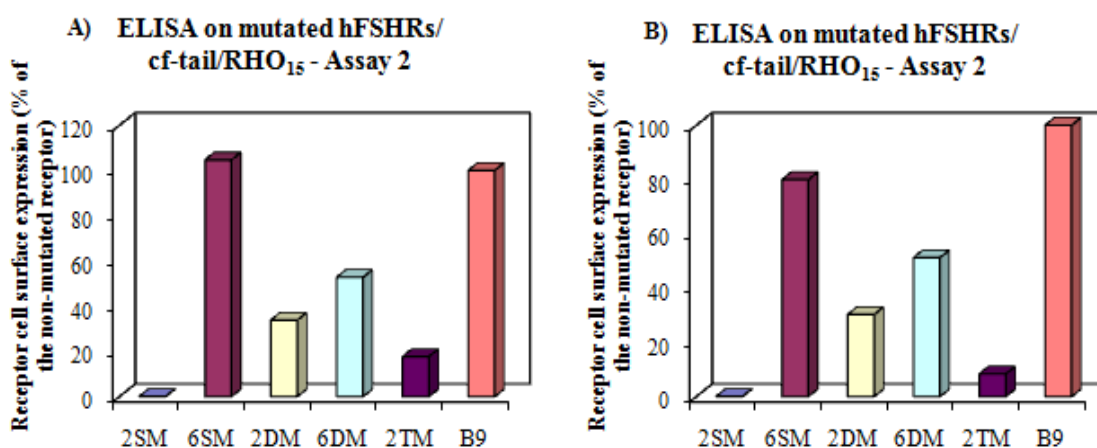 A) ELISA on mutated hFSHRs/
cf-tail/RHO15 - Assay 2
Receptor cell surface expression (% of
the non-mutated receptor)
120
100
80
60
40
20
0
2SM 6SM 2DM 6DM 2TM B9
B) ELISA on mutated hFSHRs/
cf-tail/RHO15 - Assay 2
Receptor cell surface expression (% of
the non-mutated receptor)
100
80
60
40
20
0
2SM 6SM 2DM 6DM 2TM B9